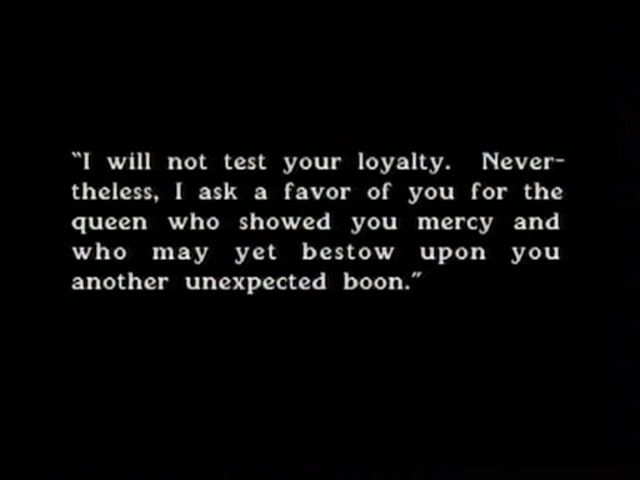 "I will not test your loyalty. Never-
theless, I ask a favor of you for the
queen who showed you mercy and
who may yet bestow upon you
another unexpected boon."